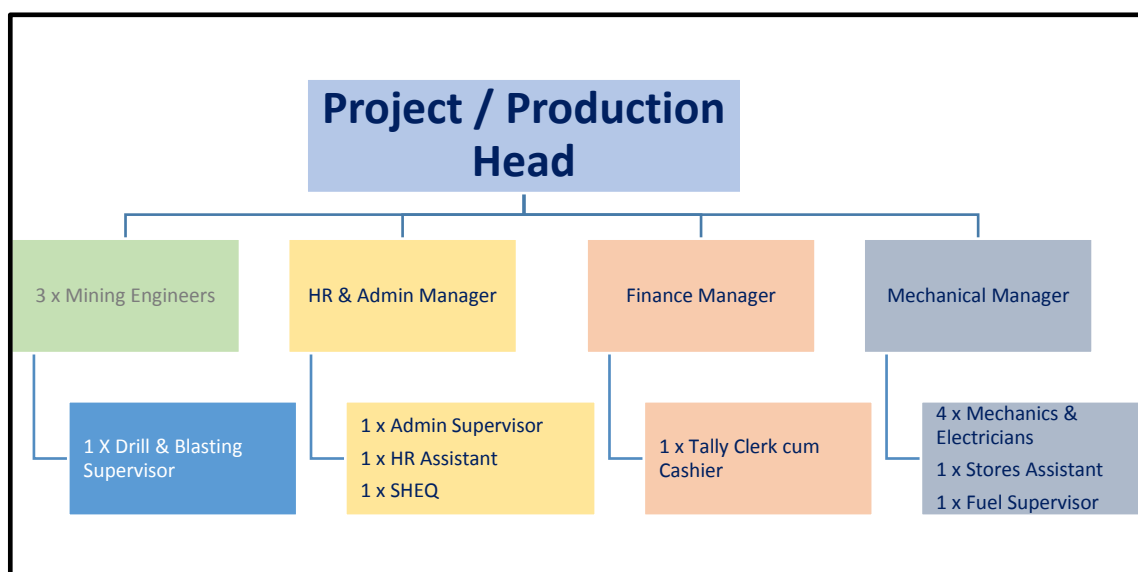 Project / Production
Head
3 x Mining Engineers
HR & Admin Manager
Finance Manager
Mechanical Manager
1 X Drill & Blasting
Supervisor
1 x Admin Supervisor
1 x HR Assistant
1 x SHEQ
1 x Tally Clerk cum
Cashier
4 x Mechanics &
Electricians
1 x Stores Assistant
1 x Fuel Supervisor